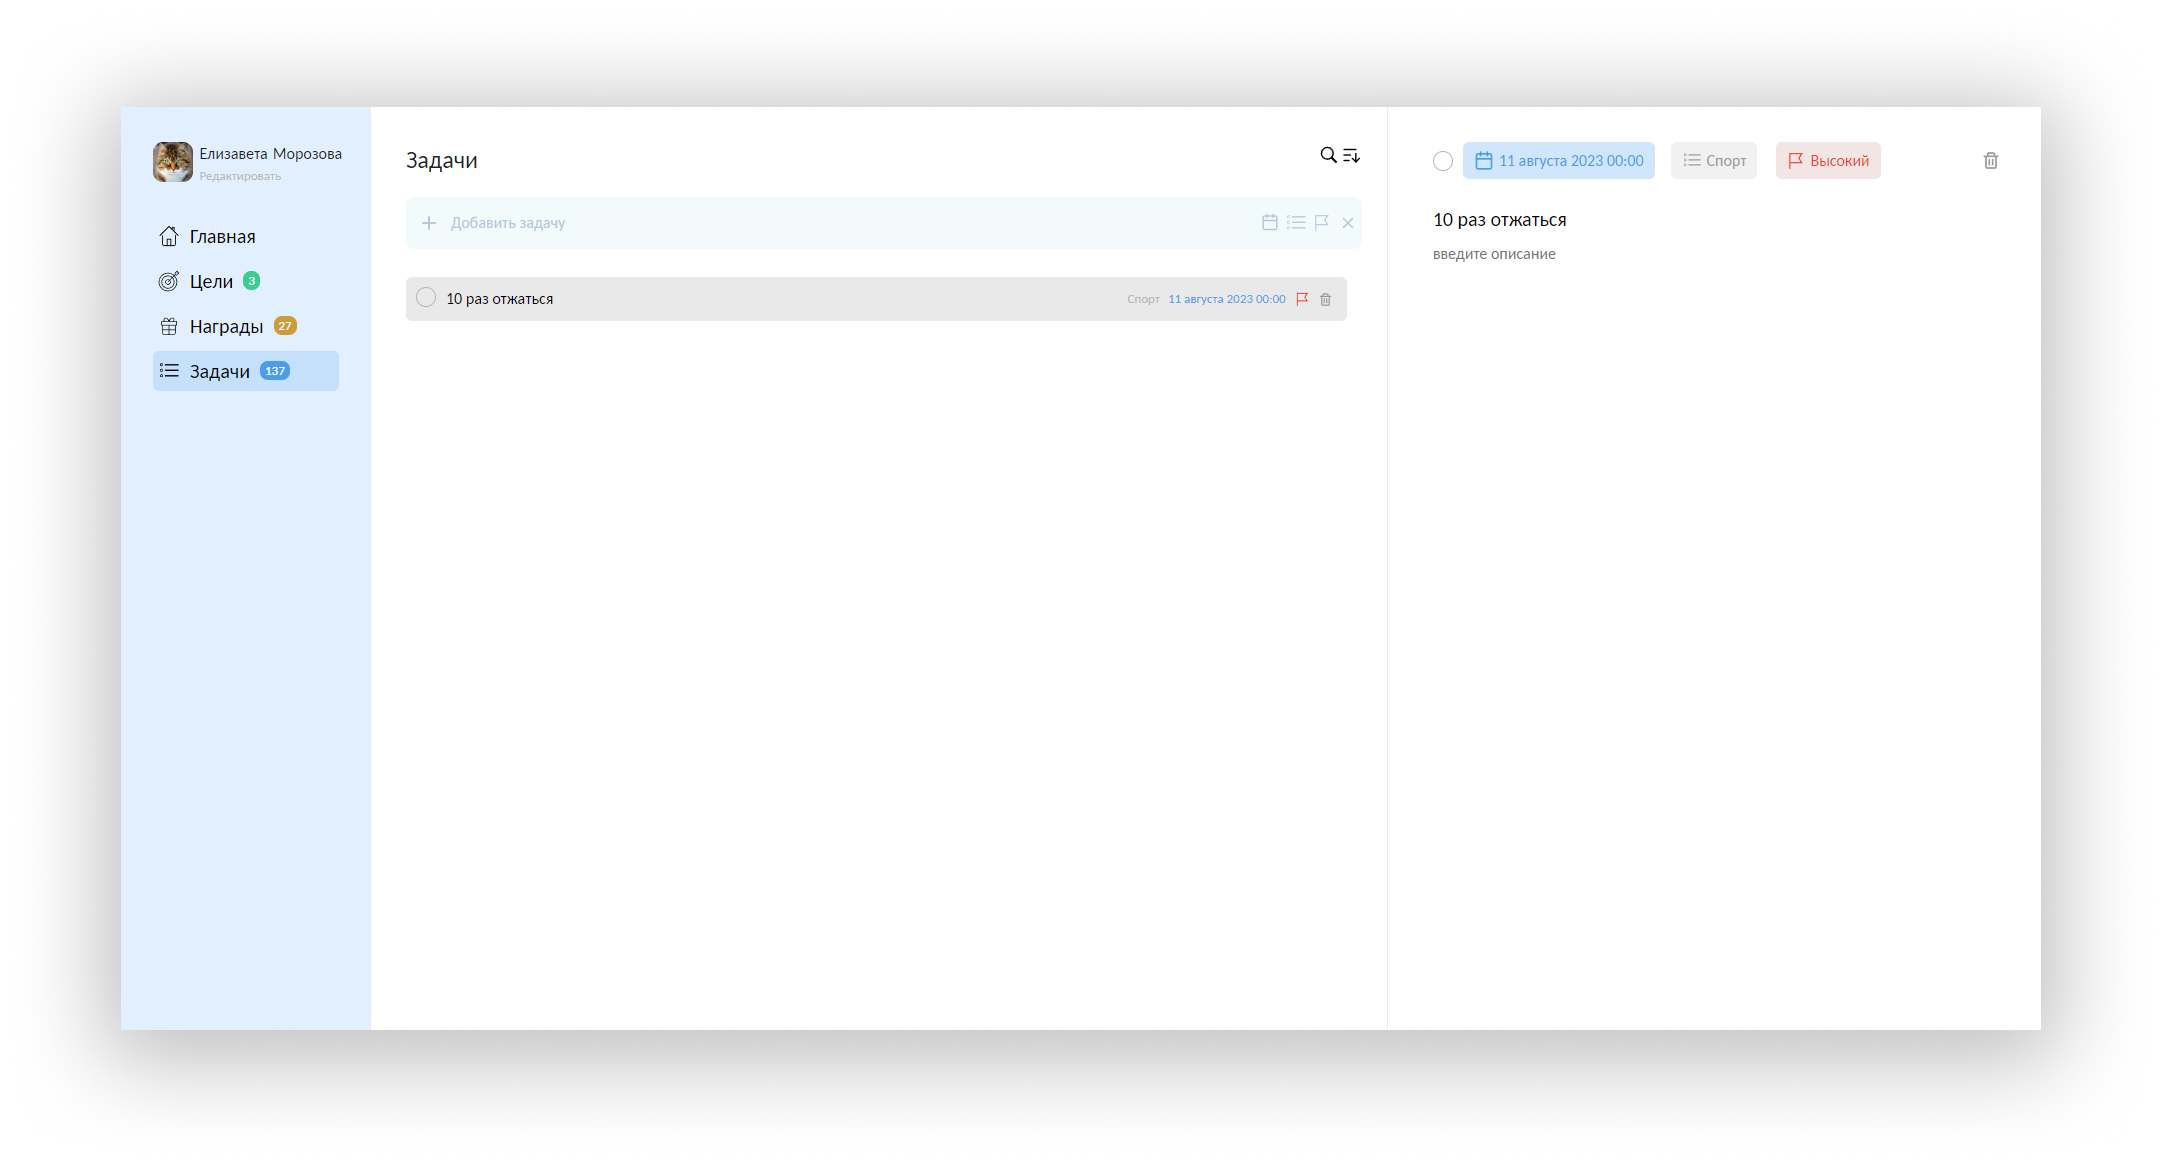 Елизавета Морозова
Редактировать
Главная
Цели 3
Награды 27
Задачи 137
Задачи
Добавить задачу
10 раз отжаться Спорт 11 августа 2023 00:00
11 августа 2023 00:00 Спорт Высокий
10 раз отжаться
введите описание